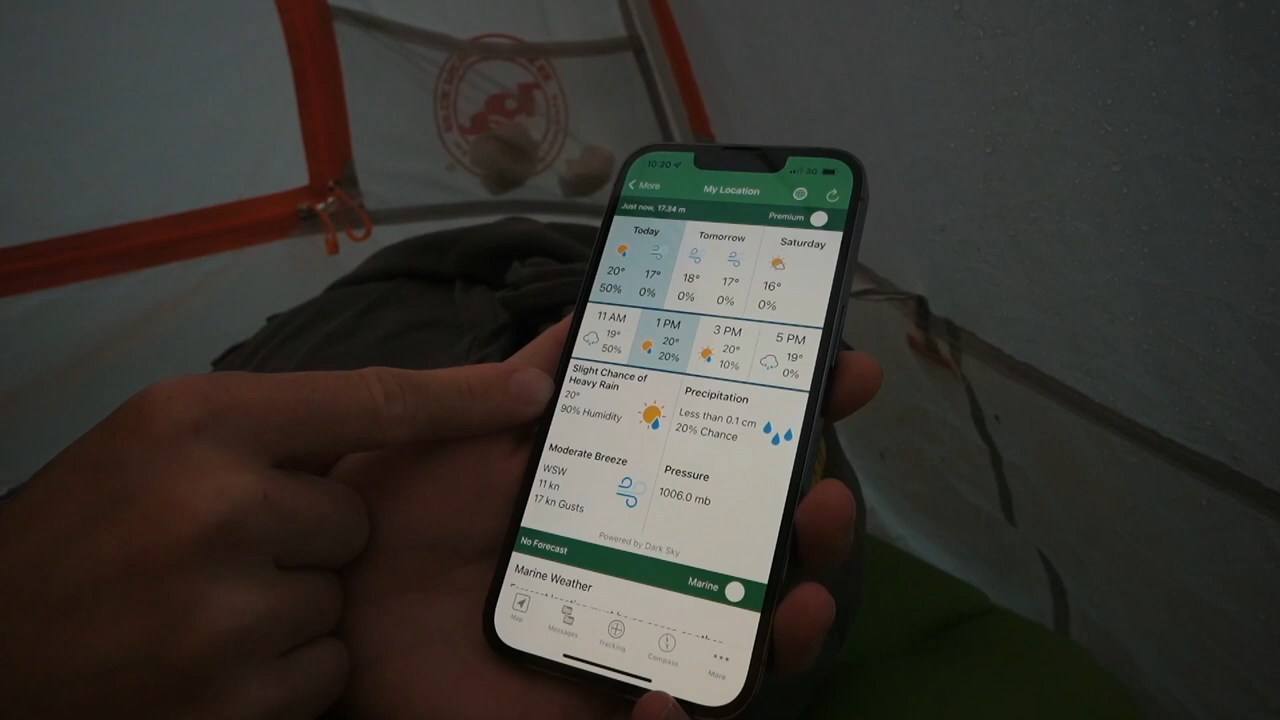 10:20
3G
More
My Location
Just now, 17.34 m
Premium
Today
Tomorrow
Saturday
20° 17° 18° 17° 16°
50% 0% 0% 0% 0%
11 AM
19°
50%
1 PM
20°
20%
3 PM
20°
10%
5 PM
19°
0%
Slight Chance of
Heavy Rain
20°
90% Humidity
Precipitation
Less than 0.1 cm
20% Chance
Moderate Breeze
WSW
11 kn
17 kn Gusts
Pressure
1006.0 mb
Powered by Dark Sky
No Forecast
Marine
Marine Weather
Map
Messages
Tracking
Compass
More